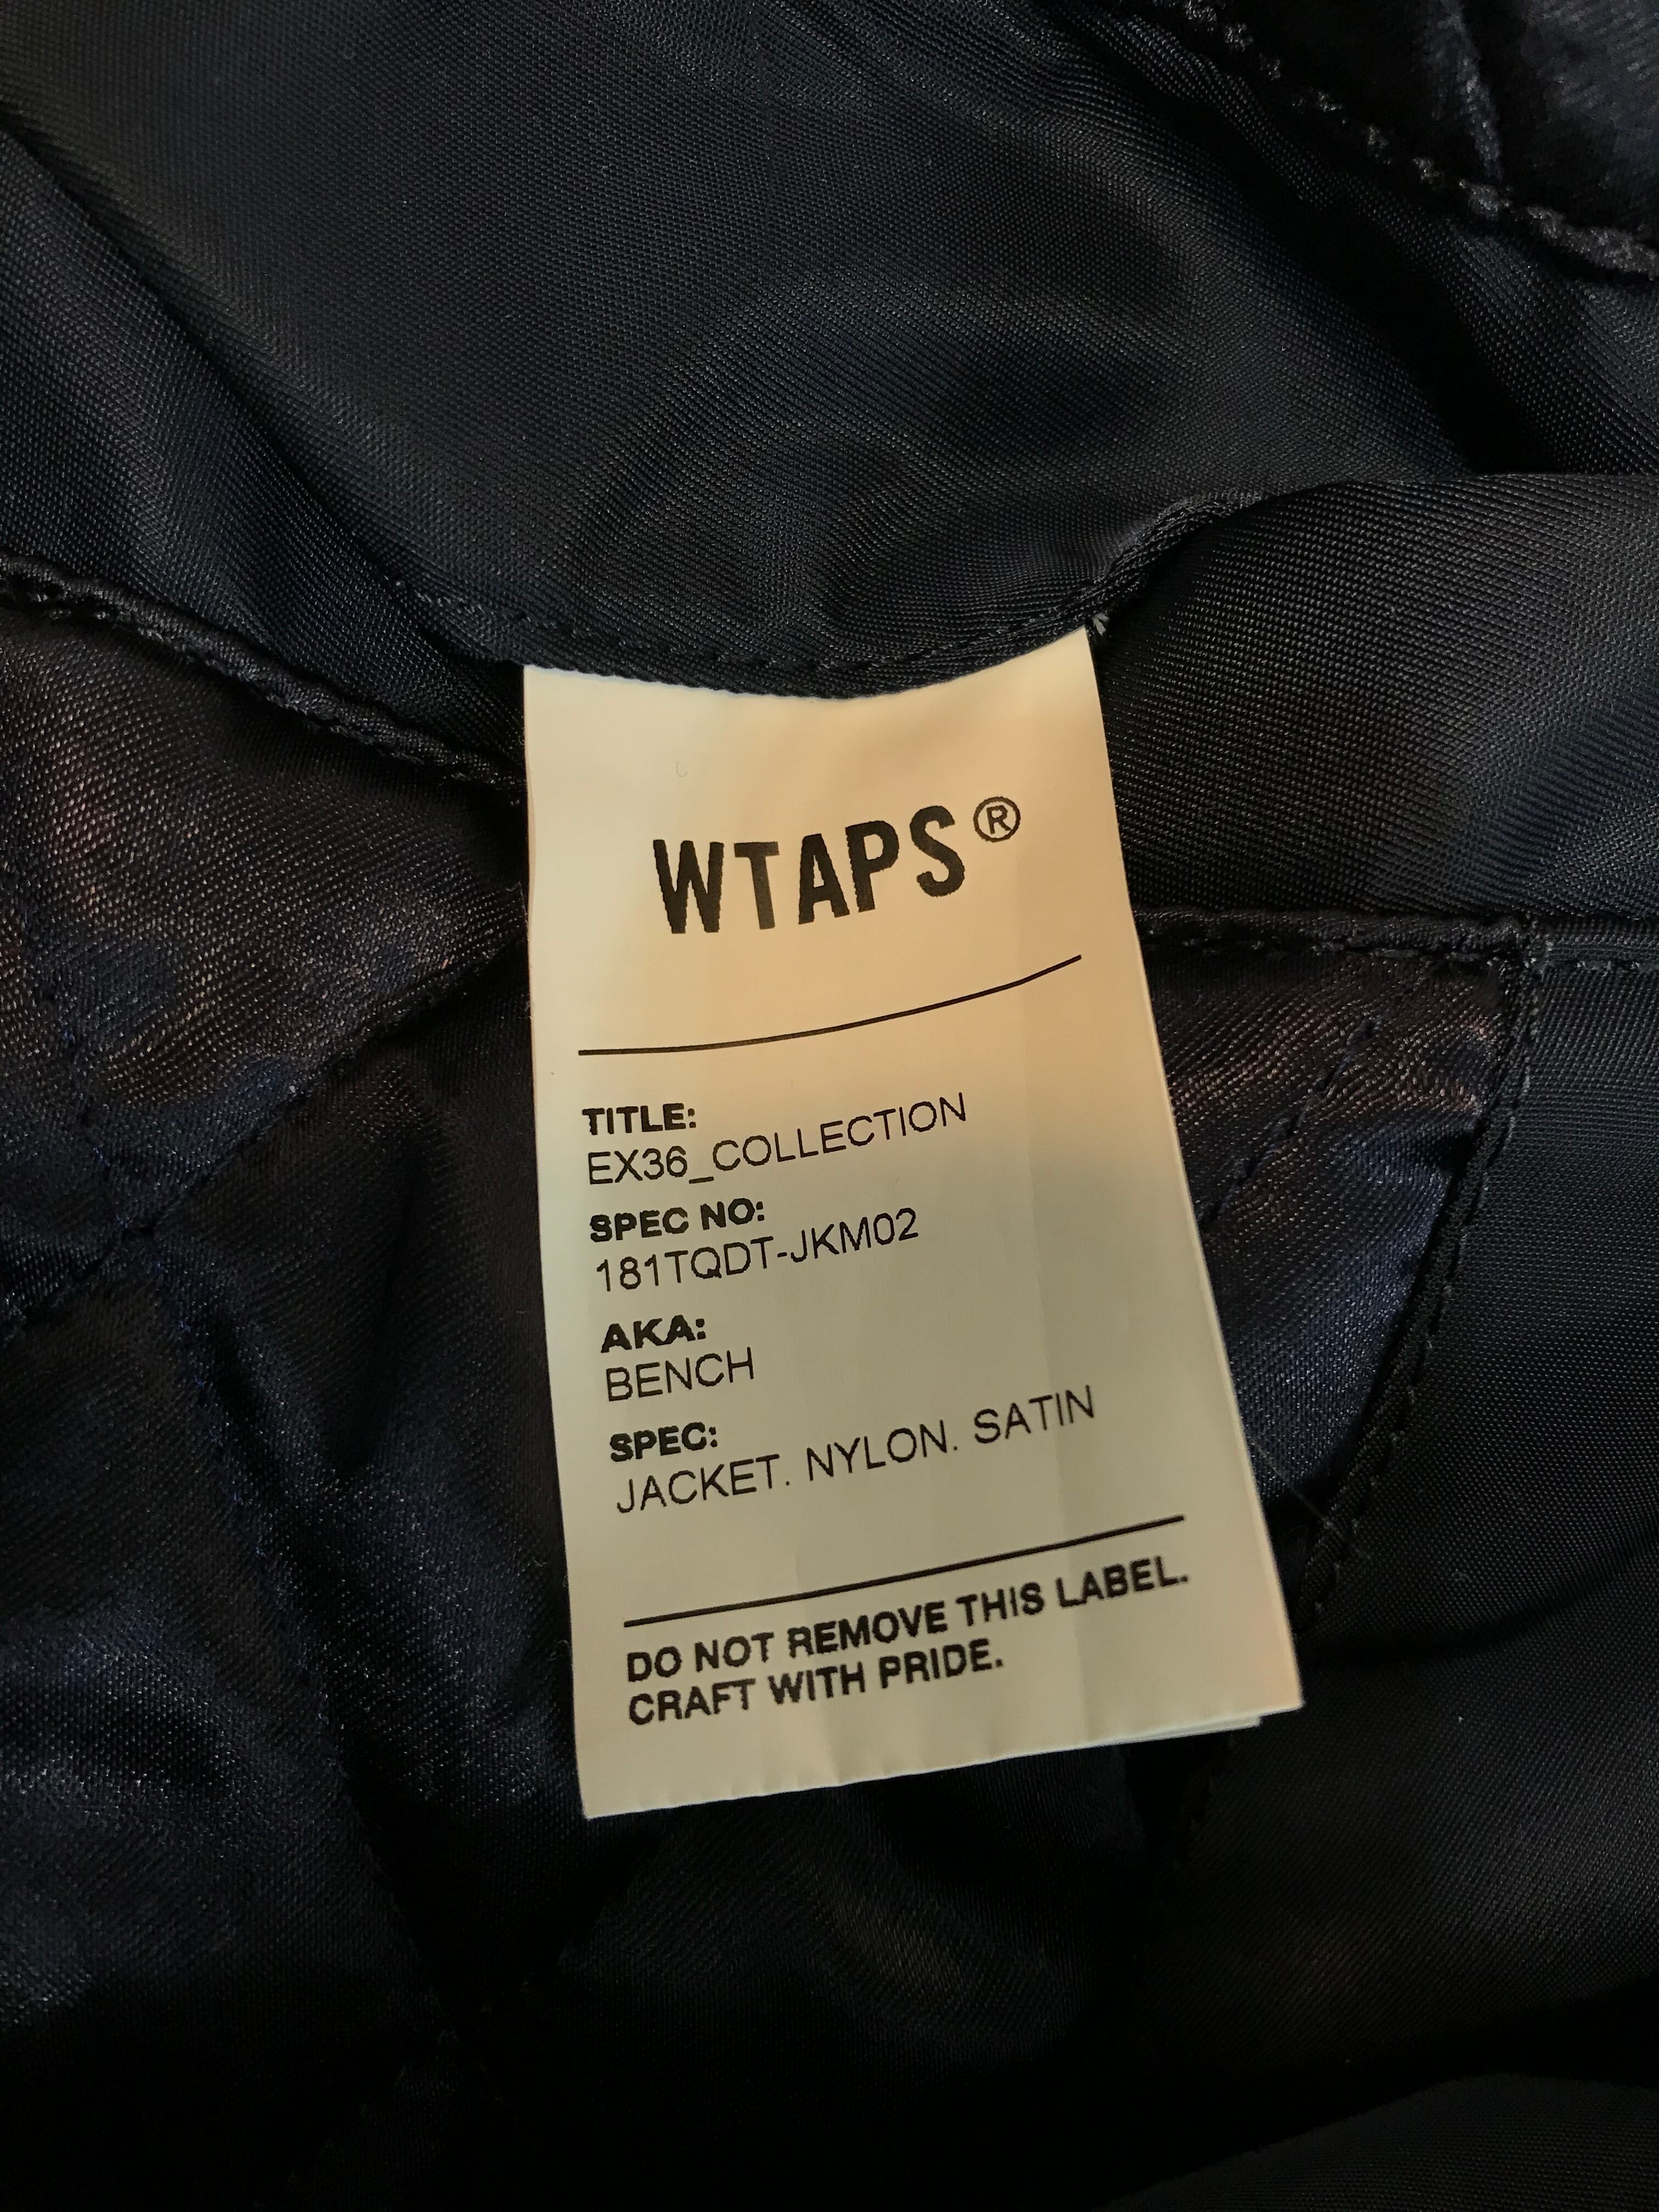 WTAPS®
TITLE:
EX36_COLLECTION
SPEC NO:
181TQDT-JKM02
AKA:
BENCH
SPEC:
JACKET. NYLON. SATIN
DO NOT REMOVE THIS LABEL.
CRAFT WITH PRIDE.